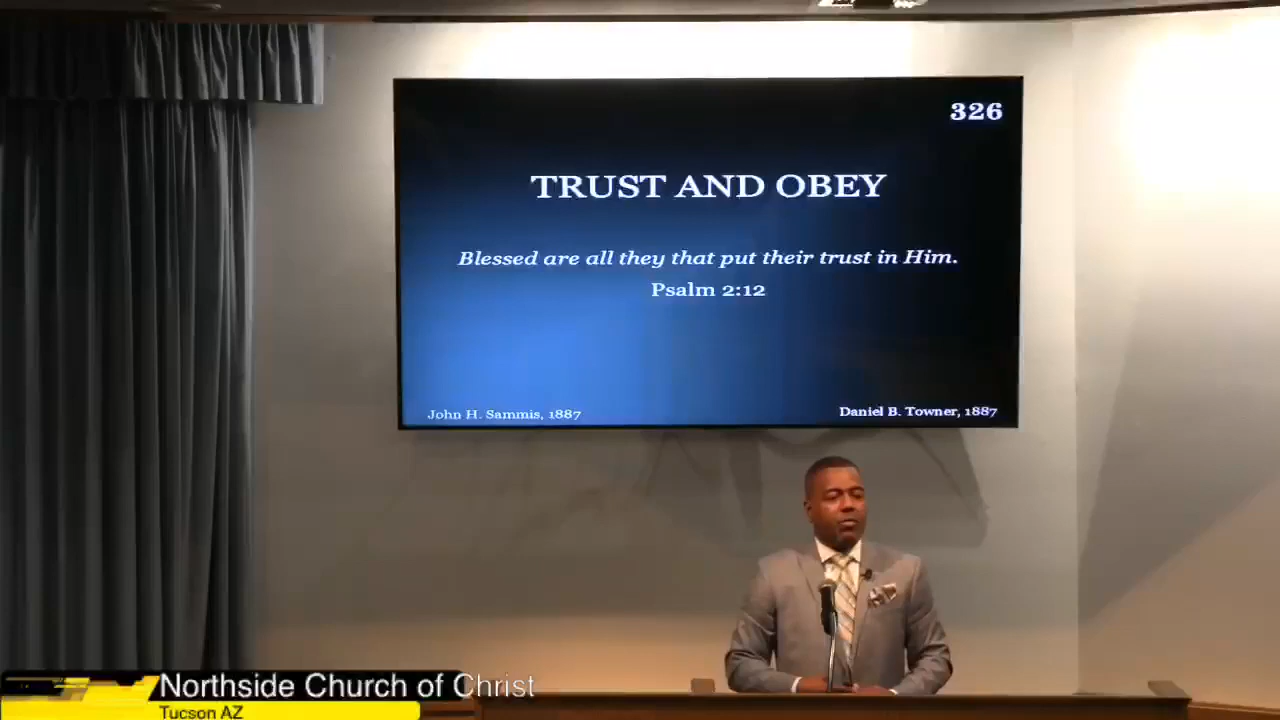 326
TRUST AND OBEY
Blessed are all they that put their trust in Him.
Psalm 2:12
John H. Sammis, 1887
Daniel B. Towner, 1887
Northside Church of Christ
Tucson AZ